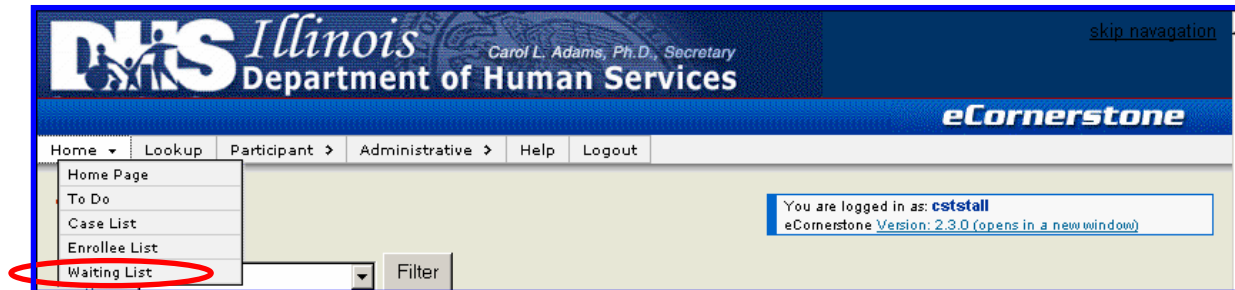 DHS Illinois Carol L. Adams, Ph.D., Secretary
Department of Human Services
skip navagation
eCornerstone
Home Lookup Participant > Administrative > Help Logout
Home Page
To Do
Case List
Enrollee List
Waiting List
You are logged in as: cststall
eCornerstone Version: 2.3.0 (opens in a new window)
Filter